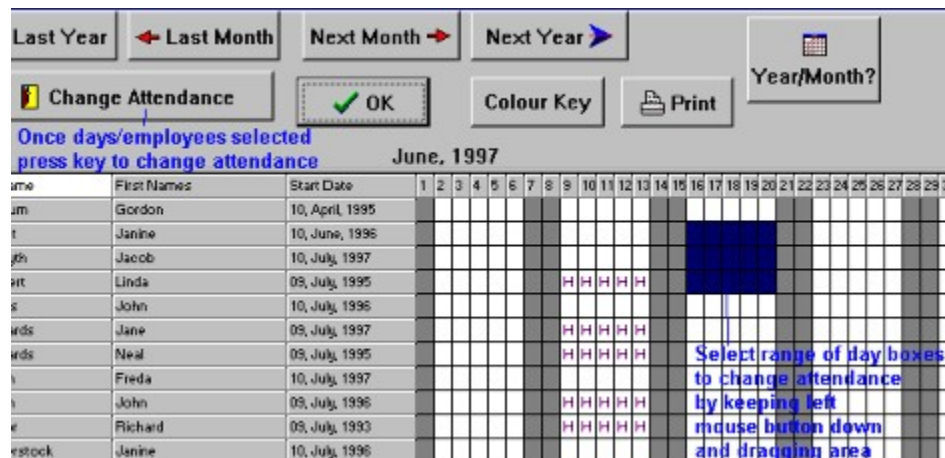 Last Year Last Month Next Month Next Year
Year/Month?
Change Attendance OK Colour Key Print
Once days/employees selected
press key to change attendance
June, 1997
First Names Start Date 1 2 3 4 5 6 7 8 9 10 11 12 13 14 15 16 17 18 19 20 21 22 23 24 25 26 27 28 29
Gordon 10, April, 1995
Janine 10, June, 1996
Jacob 10, July, 1997
Linda 09, July, 1995 H H H H H
John 10, July, 1996
Jane 09, July, 1997 H H H H H
Neal 09, July, 1995 H H H H H
Freda 10, July, 1997
John 09, July, 1996 H H H H H
Richard 09, July, 1993 H H H H H
Janine 10, July, 1996
Select range of day boxes
to change attendance
by keeping left
mouse button down
and dragging area